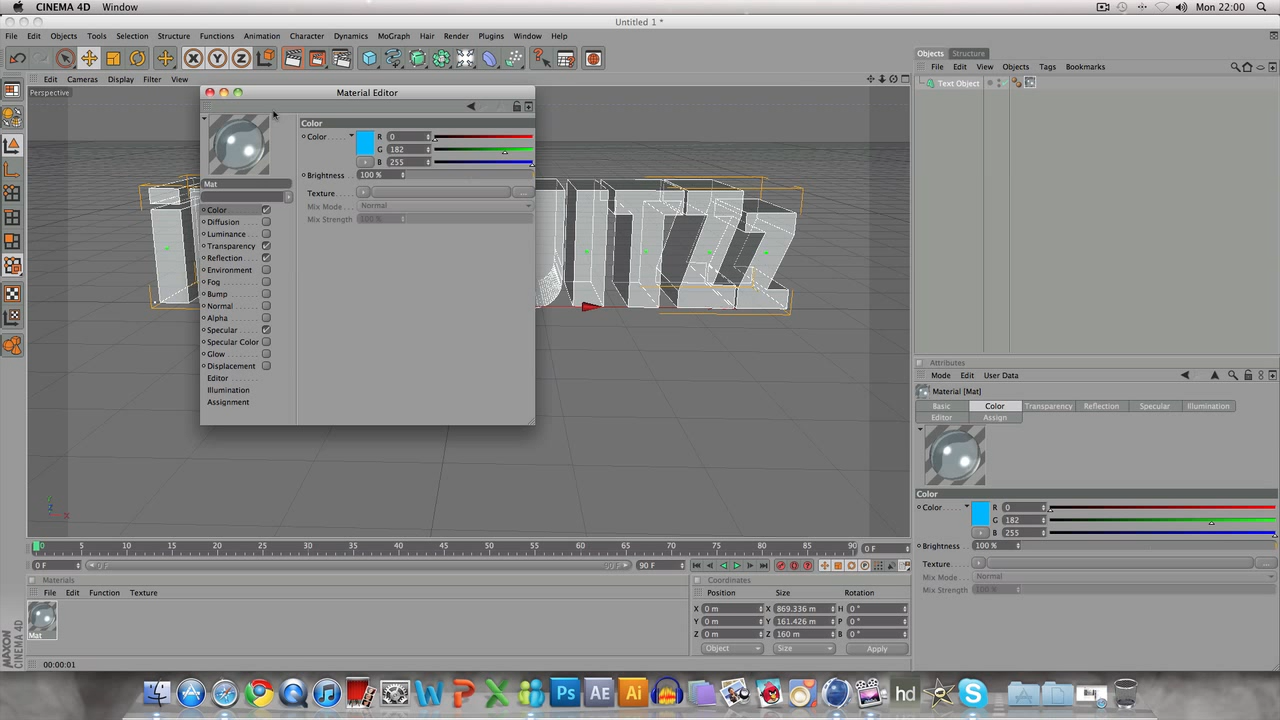 CINEMA 4D Window Mon 22:00
Untitled 1 *
File Edit Objects Tools Selection Structure Functions Animation Character Dynamics MoGraph Hair Render Plugins Window Help
Objects Structure
File Edit View Objects Tags Bookmarks
Edit Cameras Display Filter View
Text Object
Perspective
Material Editor
Color
Color R 0
G 182
B 255
Brightness 100 %
Texture ...
Mix Mode Normal
Mix Strength 100 %
Mat
Color
Diffusion
Luminance
Transparency
Reflection
Environment
Fog
Bump
Normal
Alpha
Specular
Specular Color
Glow
Displacement
Editor
Illumination
Assignment
UITZZ
Attributes
Mode Edit User Data
Material [Mat]
Basic Color Transparency Reflection Specular Illumination
Editor Assign
Color
Color R 0
G 182
B 255
Brightness 100 %
Texture ...
Mix Mode Normal
Mix Strength 100 %
0 5 10 15 20 25 30 35 40 45 50 55 60 65 70 75 80 85 90 0 F
0 F 0 F 90 F 90 F
Materials
File Edit Function Texture
Mat
Coordinates
Position Size Rotation
X 0 m X 869.336 m H 0 °
Y 0 m Y 161.426 m P 0 °
Z 0 m Z 160 m B 0 °
Object Size Apply
MAXON CINEMA 4D
00:00:01
Ps AE Ai hd